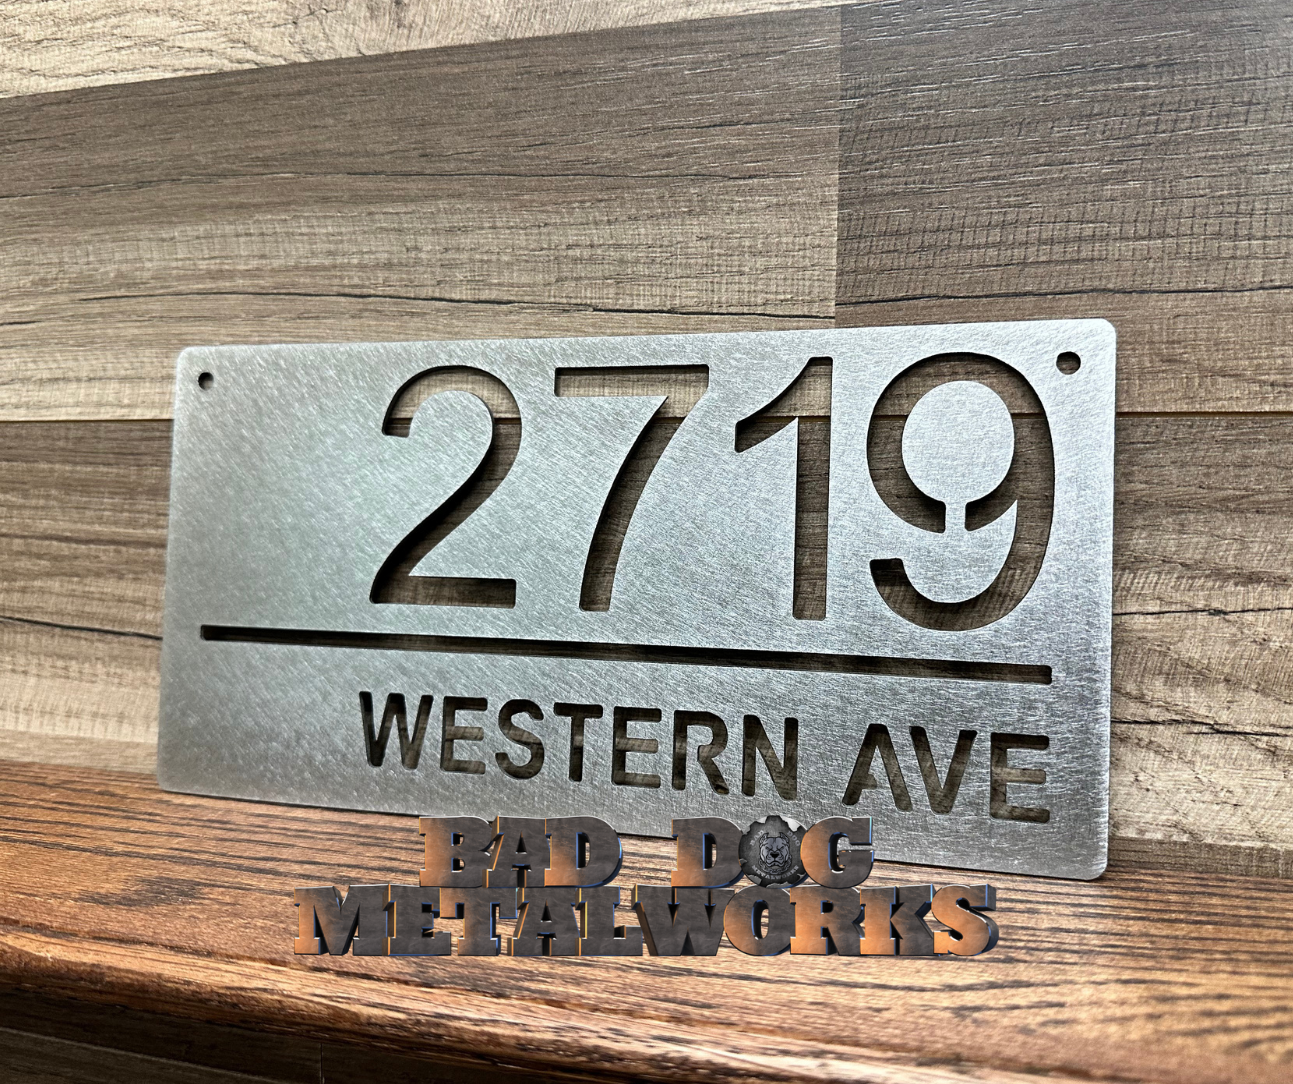 2719
WESTERN AVE
BAD DOG
METALWORKS